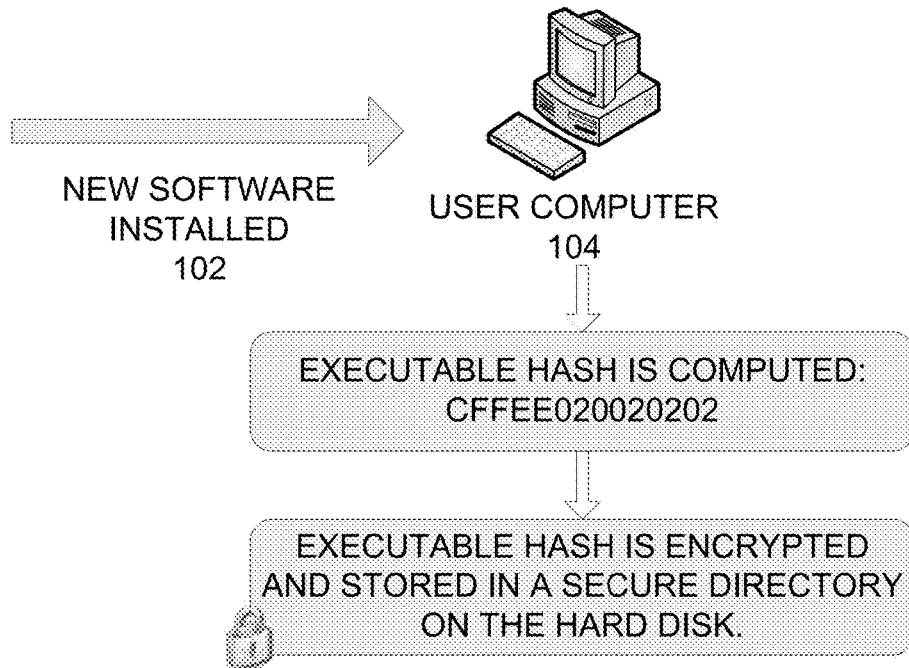 NEW SOFTWARE
INSTALLED
102
USER COMPUTER
104
EXECUTABLE HASH IS COMPUTED:
CFFEE020020202
EXECUTABLE HASH IS ENCRYPTED
AND STORED IN A SECURE DIRECTORY
ON THE HARD DISK.